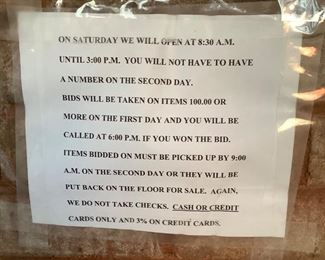 ON SATURDAY WE WILL OPEN AT 8:30 A.M.
UNTIL 3:00 P.M. YOU WILL NOT HAVE TO HAVE
A NUMBER ON THE SECOND DAY.
BIDS WILL BE TAKEN ON ITEMS 100.00 OR
MORE ON THE FIRST DAY AND YOU WILL BE
CALLED AT 6:00 P.M. IF YOU WON THE BID.
ITEMS BIDDED ON MUST BE PICKED UP BY 9:00
A.M. ON THE SECOND DAY OR THEY WILL BE
PUT BACK ON THE FLOOR FOR SALE. AGAIN,
WE DO NOT TAKE CHECKS. CASH OR CREDIT
CARDS ONLY AND 3% ON CREDIT CARDS.